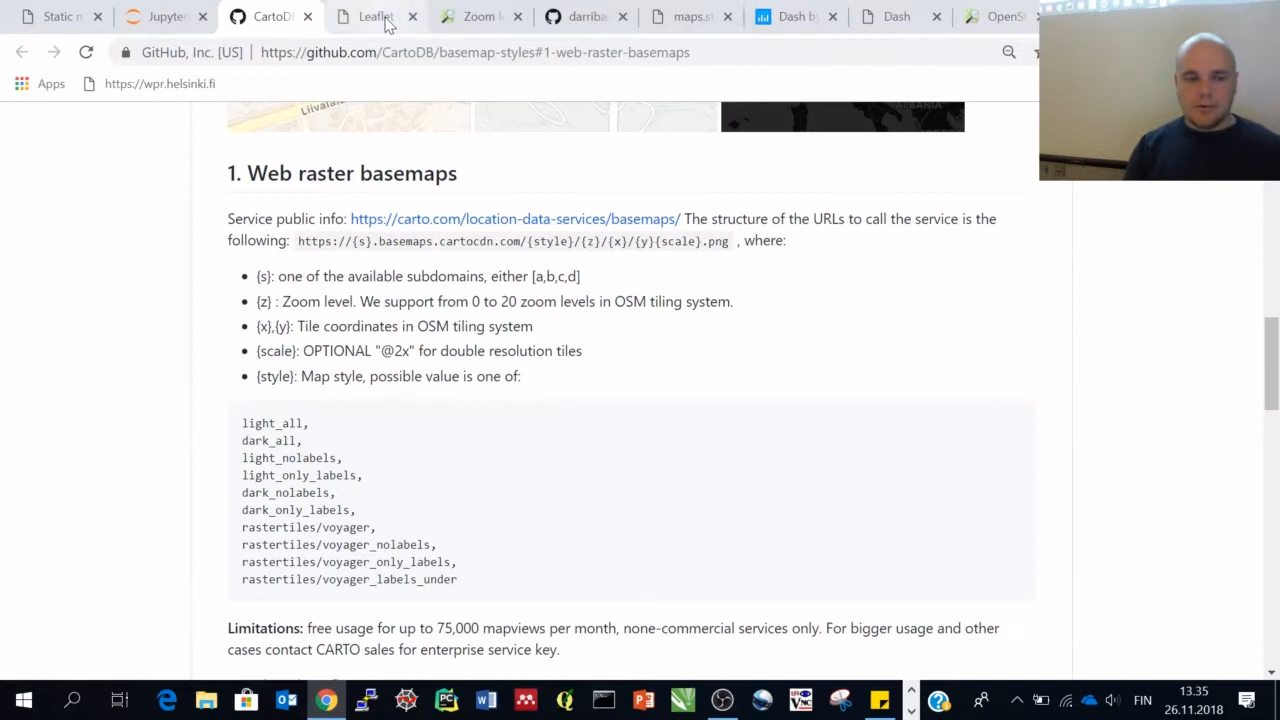 Static m
Jupyter
CartoDB
Leaflet
Zoom l
darriba
maps.st
Dash by
Dash
OpenSt
GitHub, Inc. [US] | https://github.com/CartoDB/basemap-styles#1-web-raster-basemaps
Apps https://wpr.helsinki.fi
Liivalai
ALBANIA
1. Web raster basemaps
Service public info: https://carto.com/location-data-services/basemaps/ The structure of the URLs to call the service is the
following: https://{s}.basemaps.cartocdn.com/{style}/{z}/{x}/{y}{scale}.png , where:
{s}: one of the available subdomains, either [a,b,c,d]
{z} : Zoom level. We support from 0 to 20 zoom levels in OSM tiling system.
{x},{y}: Tile coordinates in OSM tiling system
{scale}: OPTIONAL "@2x" for double resolution tiles
{style}: Map style, possible value is one of:
light_all,
dark_all,
light_nolabels,
light_only_labels,
dark_nolabels,
dark_only_labels,
rastertiles/voyager,
rastertiles/voyager_nolabels,
rastertiles/voyager_only_labels,
rastertiles/voyager_labels_under
Limitations: free usage for up to 75,000 mapviews per month, none-commercial services only. For bigger usage and other
cases contact CARTO sales for enterprise service key.
FIN
13.35
26.11.2018